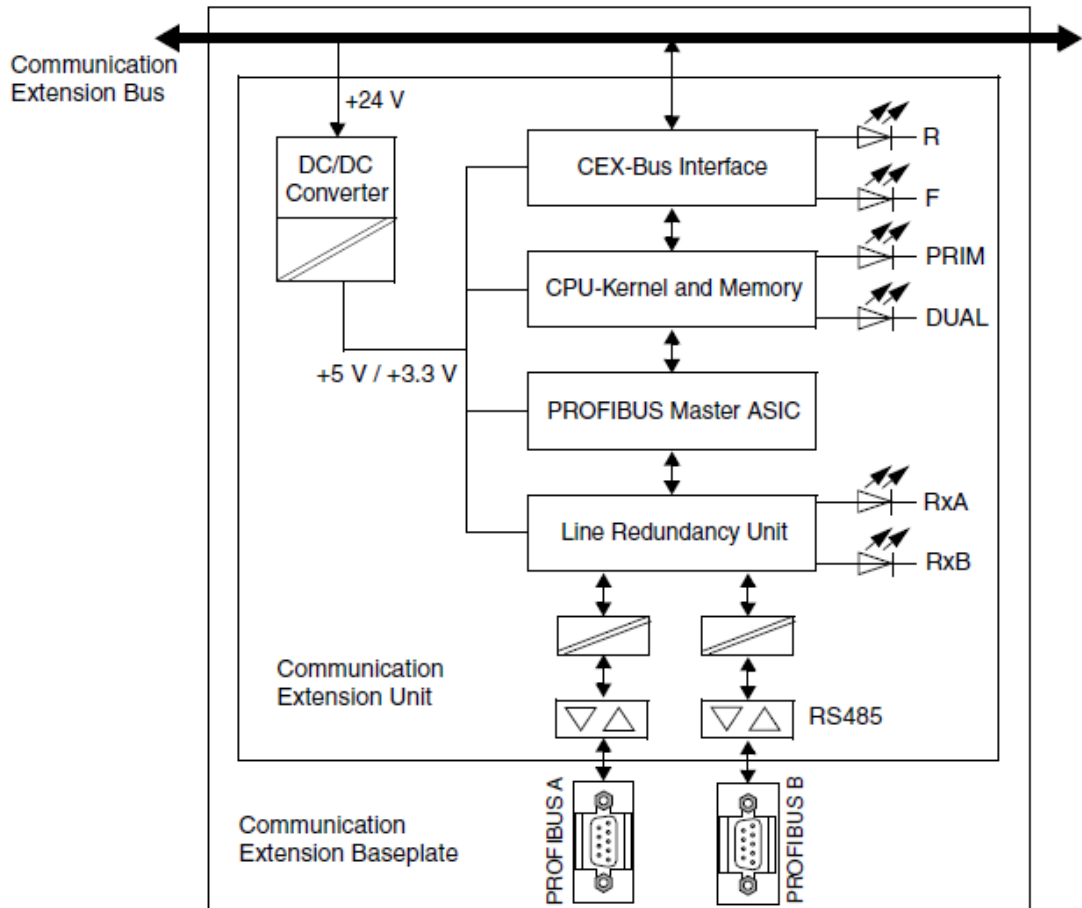 Communication
Extension Bus
+24 V
DC/DC
Converter
CEX-Bus Interface
R
F
CPU-Kernel and Memory
PRIM
DUAL
+5 V / +3.3 V
PROFIBUS Master ASIC
Line Redundancy Unit
RxA
RxB
Communication
Extension Unit
RS485
PROFIBUS A
PROFIBUS B
Communication
Extension Baseplate